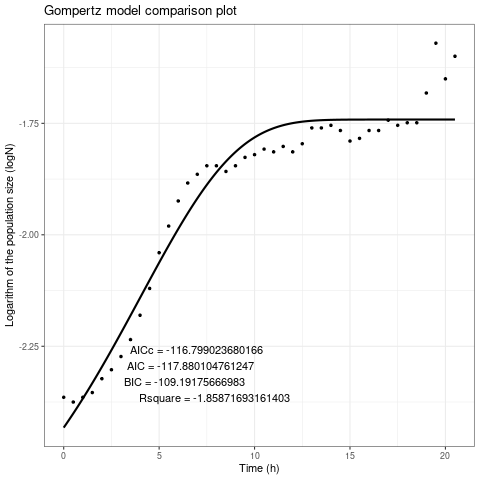 Gompertz model comparison plot
Logarithm of the population size (logN)
-1.75
-2.00
-2.25
AICc = -116.799023680166
AIC = -117.880104761247
BIC = -109.19175666983
Rsquare = -1.85871693161403
0 5 10 15 20
Time (h)